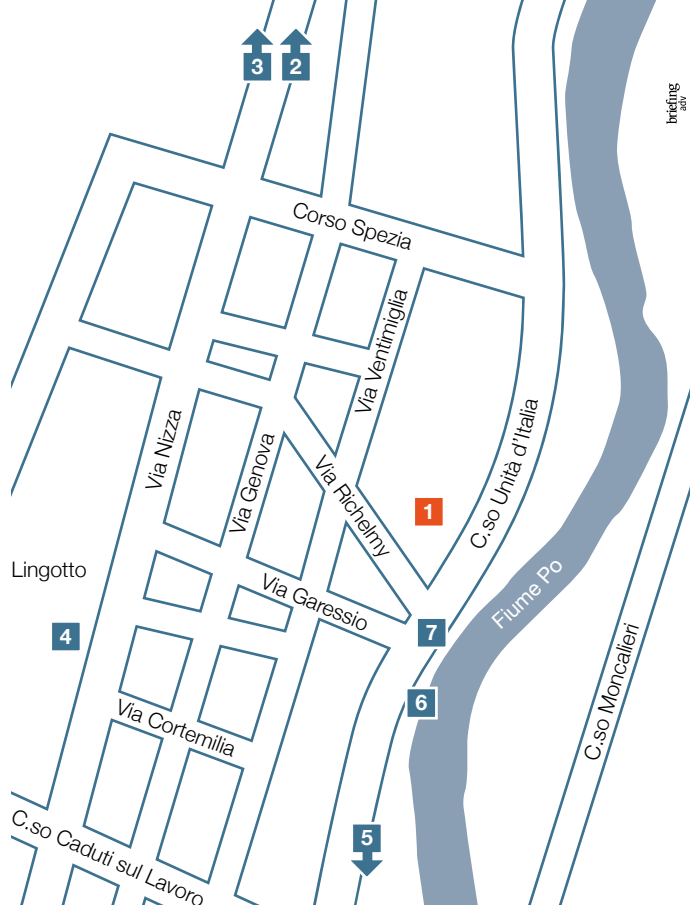 3
2
briefing
adv
Corso Spezia
Via Ventimiglia
Via Nizza
Via Genova
Via Richelmy
C.so Unità d'Italia
1
Lingotto
Via Garessio
Fiume Po
7
4
C.so Moncalieri
6
Via Cortemilia
C.so Caduti sul Lavoro
5